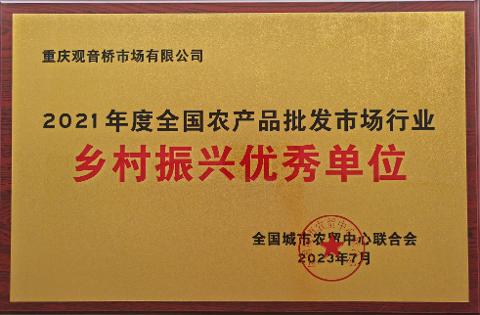 重庆观音桥市场有限公司
2021年度全国农产品批发市场行业
乡村振兴优秀单位
全国城市农贸中心联合会
2023年7月